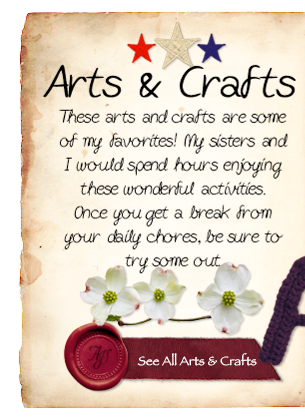 Arts & Crafts
These arts and crafts are some
of my favorites! My sisters and
I would spend hours enjoying
these wonderful activities.
Once you get a break from
your daily chores, be sure to
try some out.
See All Arts & Crafts